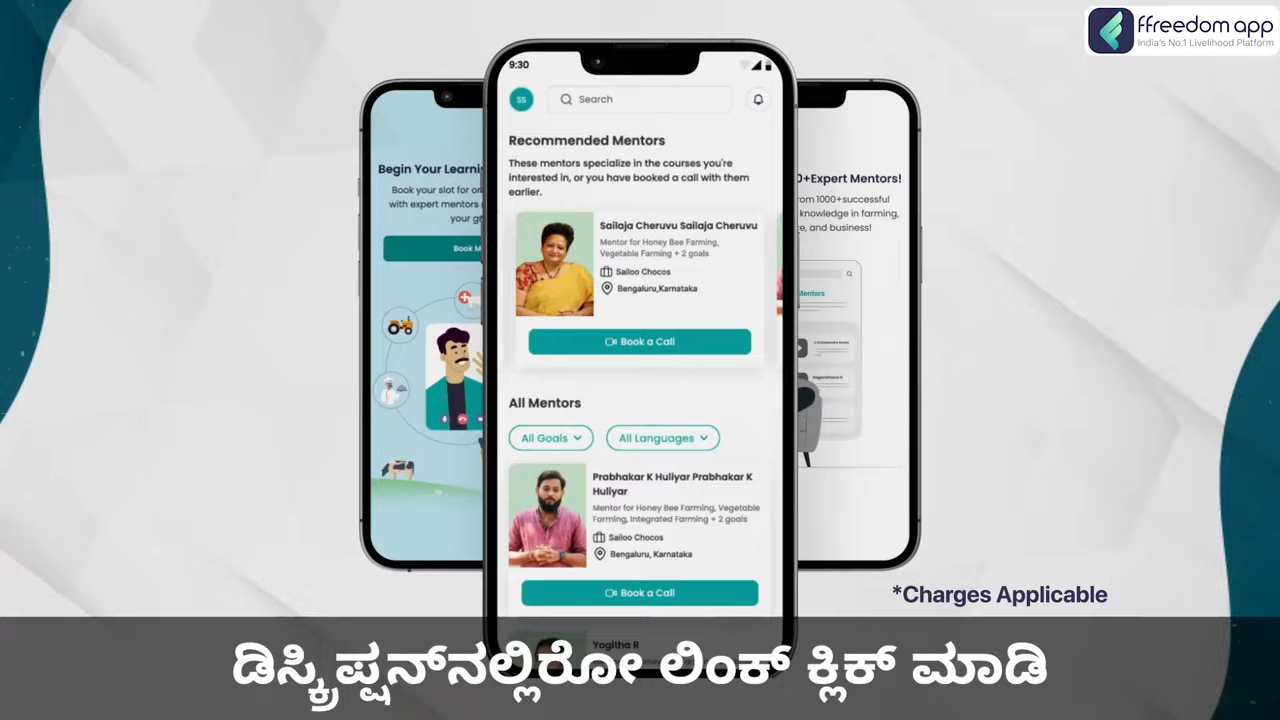 ffreedom app
India's No.1 Livelihood Platform
9:30
SS
Search
Recommended Mentors
These mentors specialize in the courses you're
interested in, or you have booked a call with them
earlier.
Sailaja Cheruvu Sailaja Cheruvu
Mentor for Honey Bee Farming,
Vegetable Farming + 2 goals
Sailoo Chocos
Bengaluru,Karnataka
Book a Call
All Mentors
All Goals
All Languages
Prabhakar K Huliyar Prabhakar K
Huliyar
Mentor for Honey Bee Farming, Vegetable
Farming, Integrated Farming + 2 goals
Sailoo Chocos
Bengaluru, Karnataka
Book a Call
Yogitha R
Begin Your Learni
Book your slot for on
with expert mentors
your g
Book M
0+Expert Mentors!
om 1000+successful
knowledge in farming,
e, and business!
Mentors
*Charges Applicable
ಡಿಸ್ಕ್ರಿಪ್ಷನ್‌ನಲ್ಲಿರೋ ಲಿಂಕ್ ಕ್ಲಿಕ್ ಮಾಡಿ